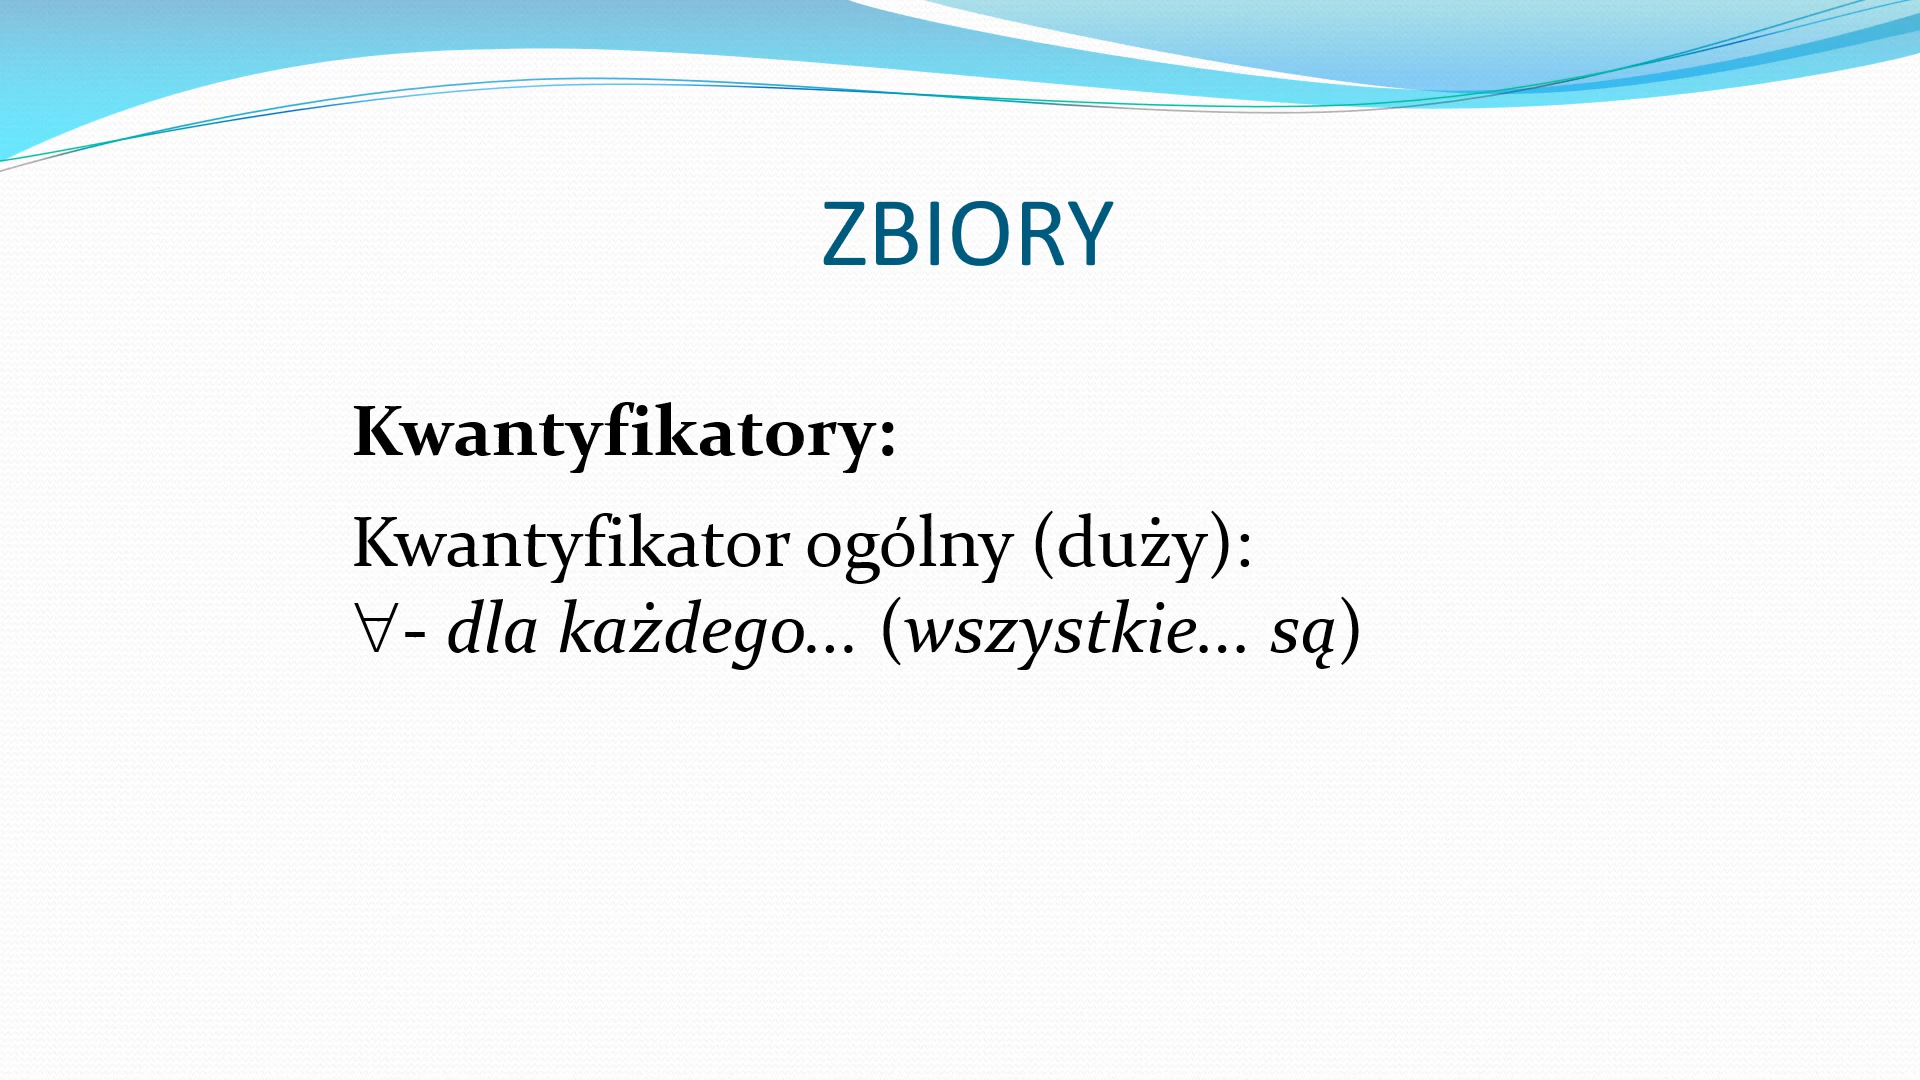 ZBIORY
Kwantyfikatory:
Kwantyfikator ogólny (duży):
∀- dla każdego... (wszystkie... są)